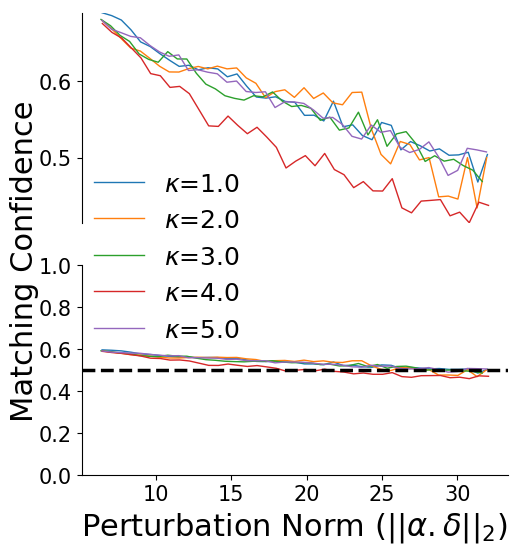 0.6
0.5
Matching Confidence
κ=1.0
κ=2.0
κ=3.0
κ=4.0
κ=5.0
1.0
0.8
0.6
0.4
0.2
0.0
10 15 20 25 30
Perturbation Norm (||α.δ||₂)